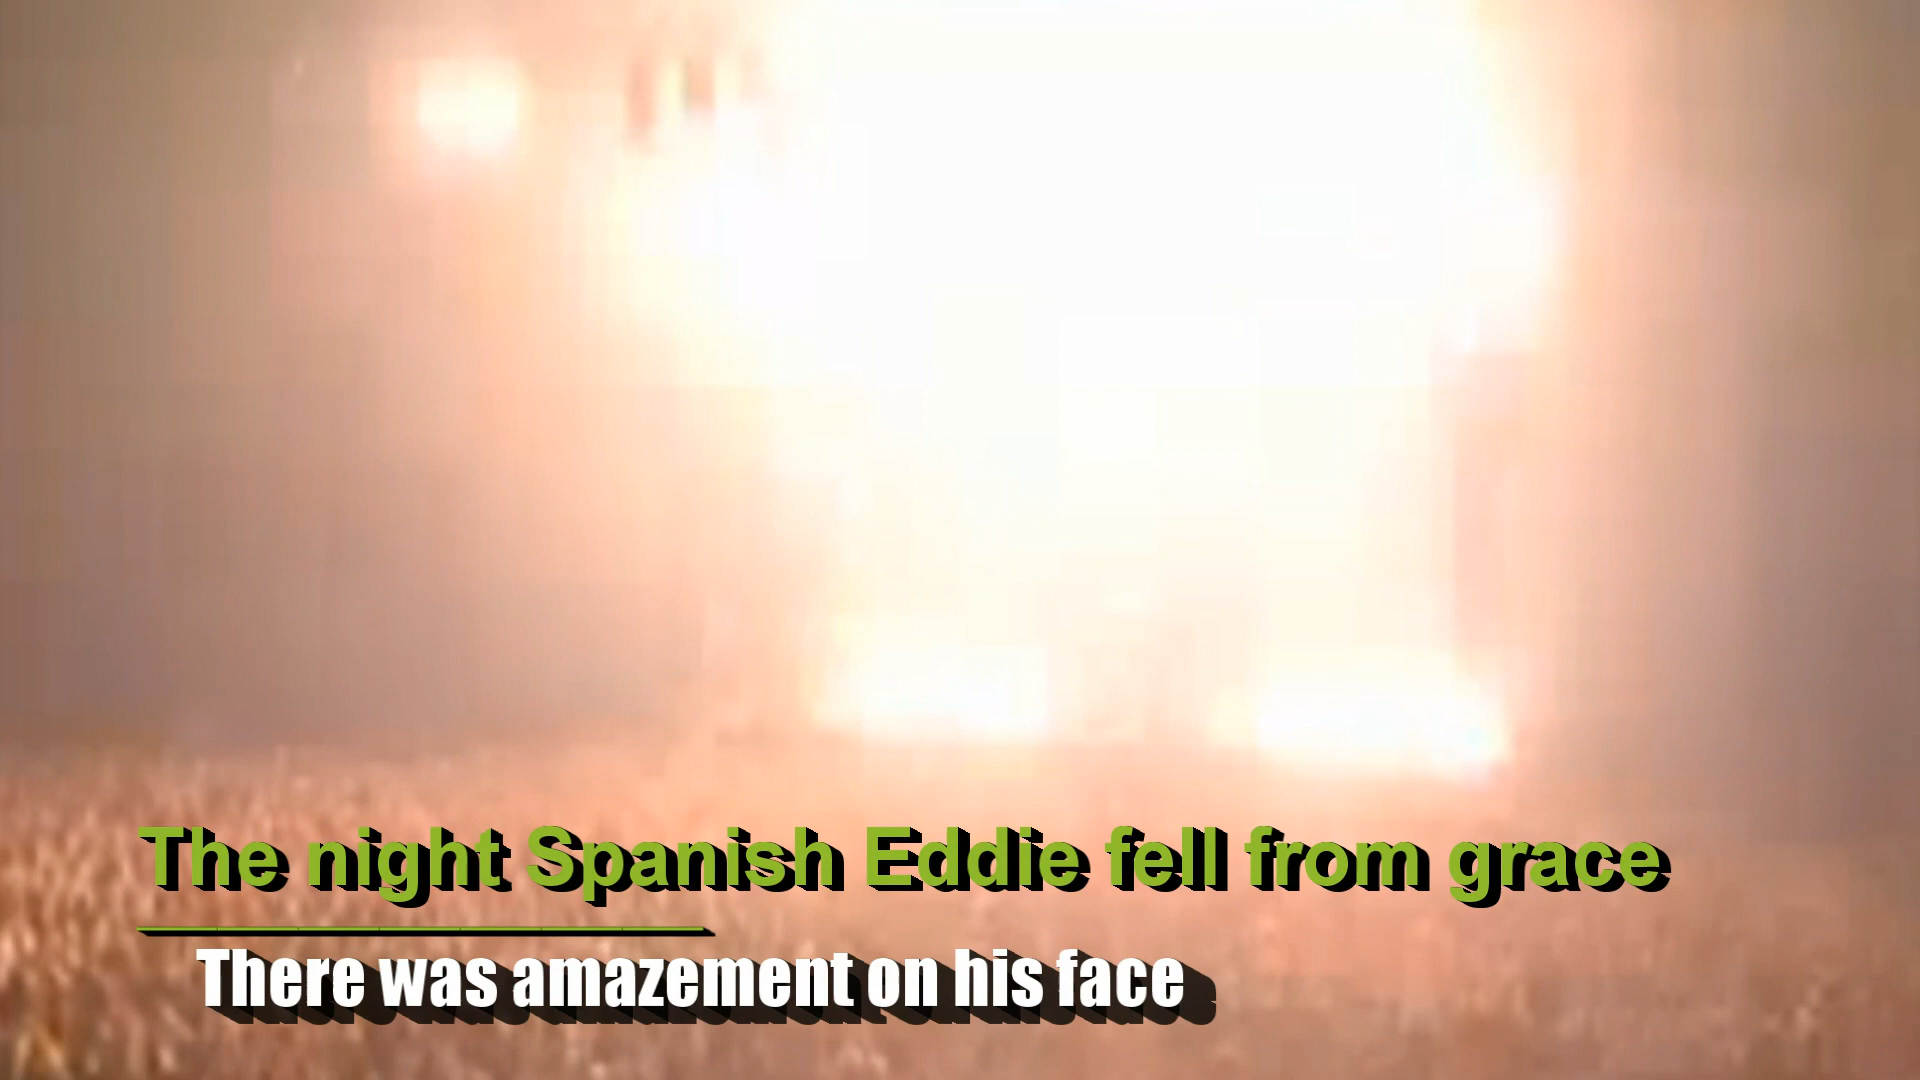 The night Spanish Eddie fell from grace
There was amazement on his face